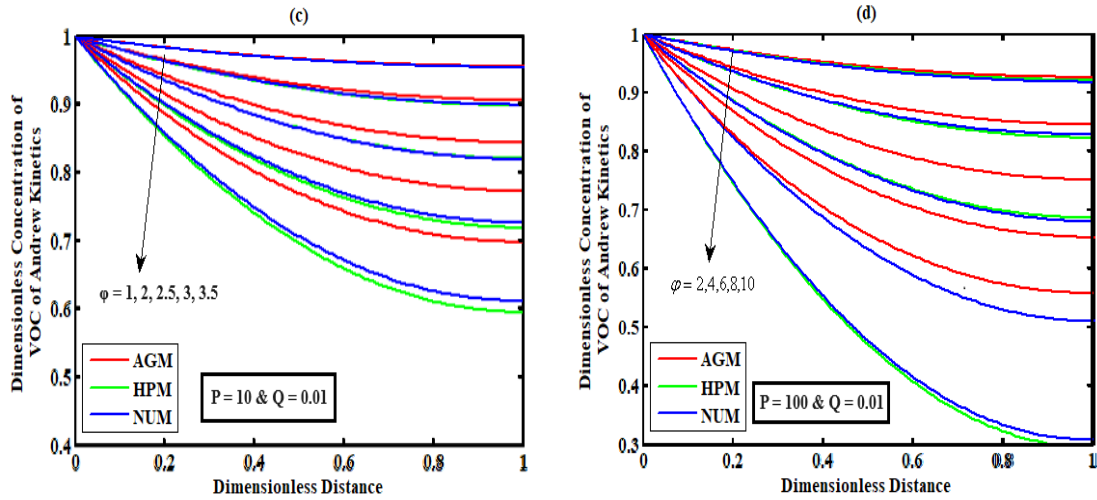 (c)
Dimensionless Concentration of
VOC of Andrew Kinetics
1
0.9
0.8
0.7
0.6
0.5
0.4
φ = 1, 2, 2.5, 3, 3.5
AGM
HPM
NUM
P = 10 & Q = 0.01
0 0.2 0.4 0.6 0.8 1
Dimensionless Distance
(d)
Dimensionless Concentration of
VOC of Andrew Kinetics
1
0.9
0.8
0.7
0.6
0.5
0.4
0.3
φ = 2,4,6,8,10
AGM
HPM
NUM
P = 100 & Q = 0.01
0 0.2 0.4 0.6 0.8 1
Dimensionless Distance